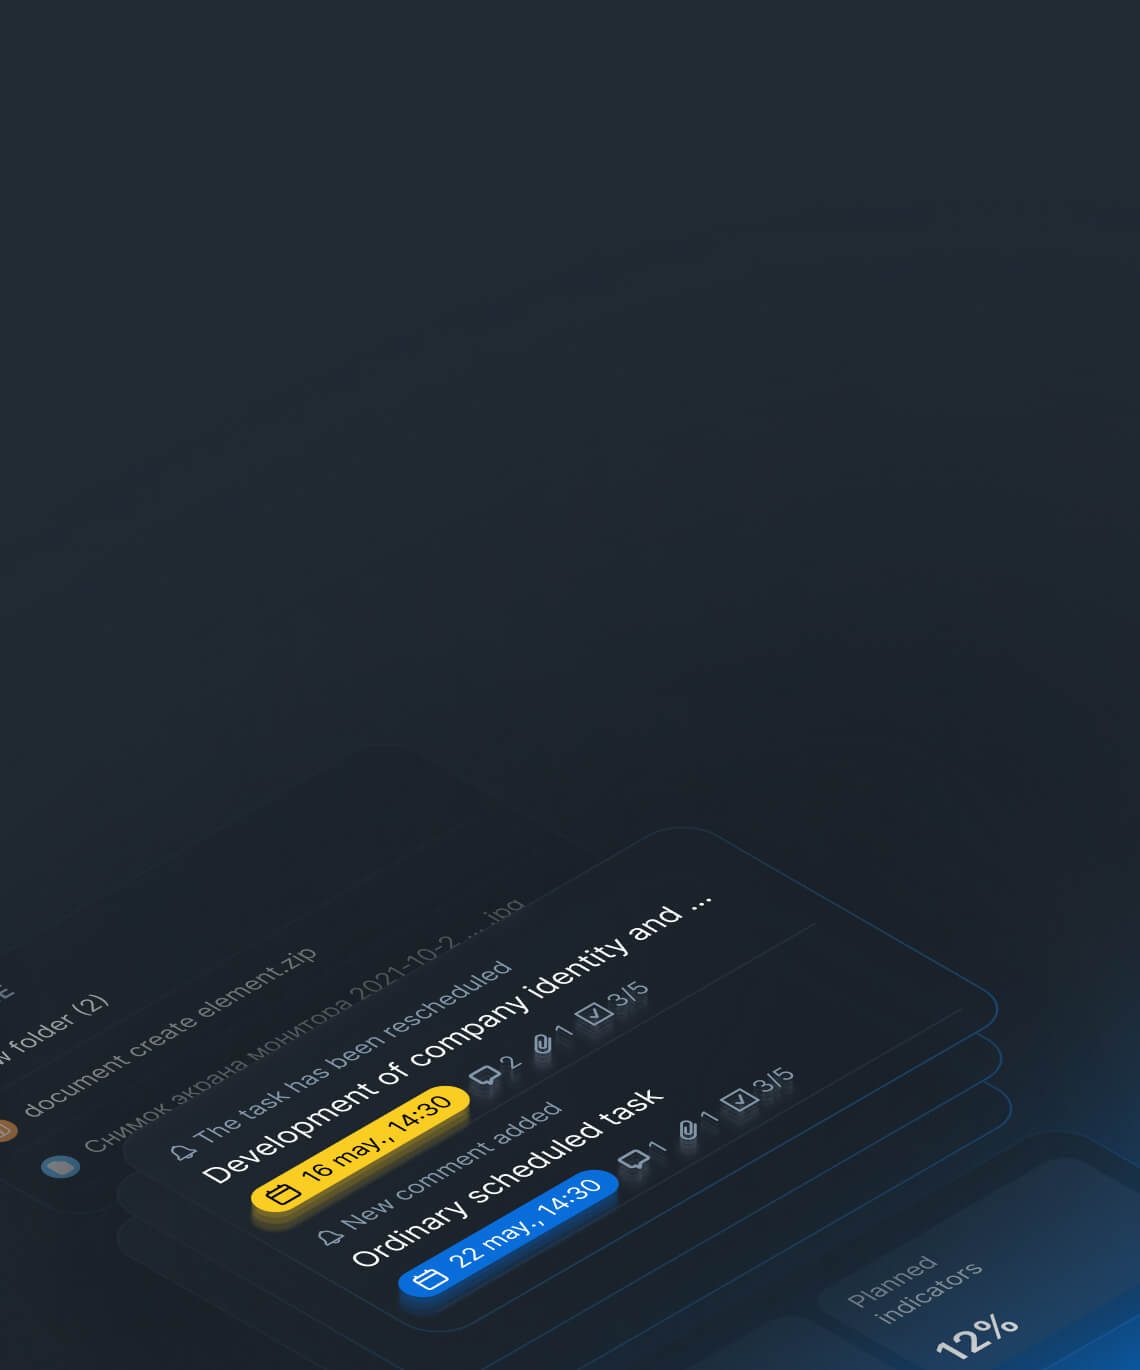 w folder (2)
document create element.zip
Снимок экрана монитора 2021-10-2 ... .jpg
The task has been rescheduled
Development of company identity and ...
16 may., 14:30
2
1
3/5
New comment added
Ordinary scheduled task
22 may., 14:30
1
1
3/5
Planned
indicators
12%